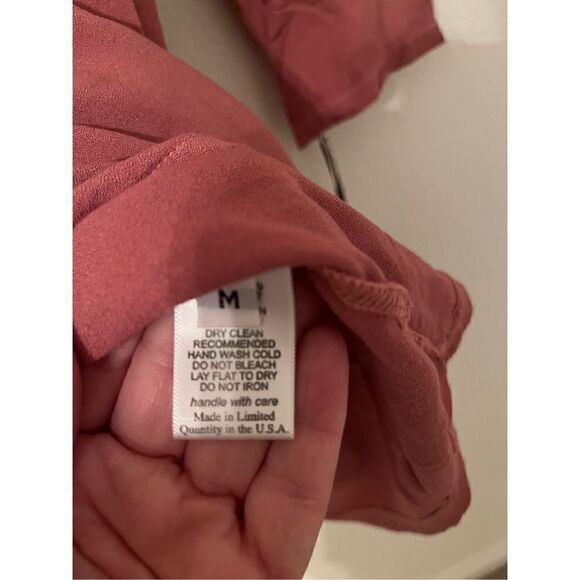 M
DRY CLEAN
RECOMMENDED
HAND WASH COLD
DO NOT BLEACH
LAY FLAT TO DRY
DO NOT IRON
handle with care
Made in Limited
Quantity in the U.S.A.